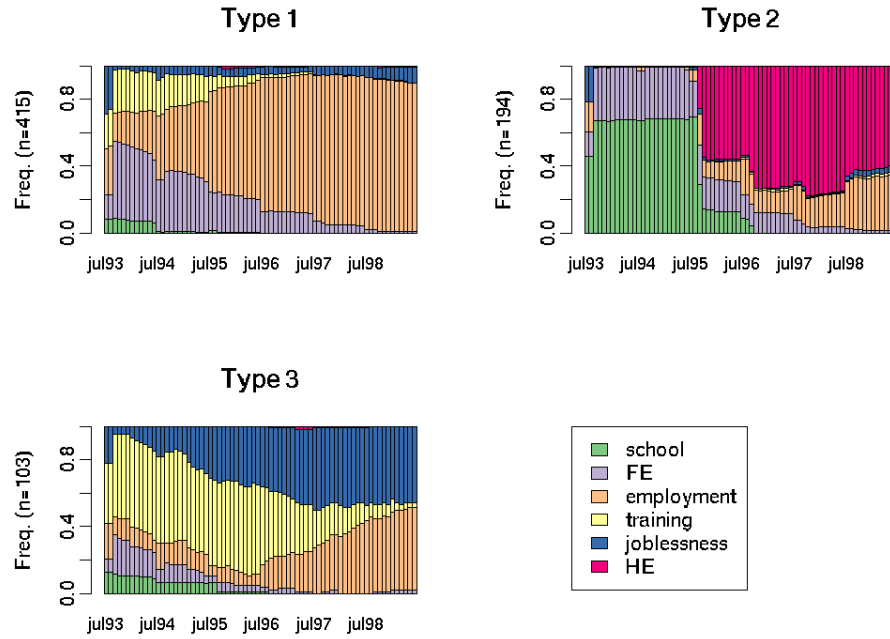 Type 1
Freq. (n=415)
0.0 0.4 0.8
jul93 jul94 jul95 jul96 jul97 jul98
Type 2
Freq. (n=194)
0.0 0.4 0.8
jul93 jul94 jul95 jul96 jul97 jul98
Type 3
Freq. (n=103)
0.0 0.4 0.8
jul93 jul94 jul95 jul96 jul97 jul98
school
FE
employment
training
joblessness
HE